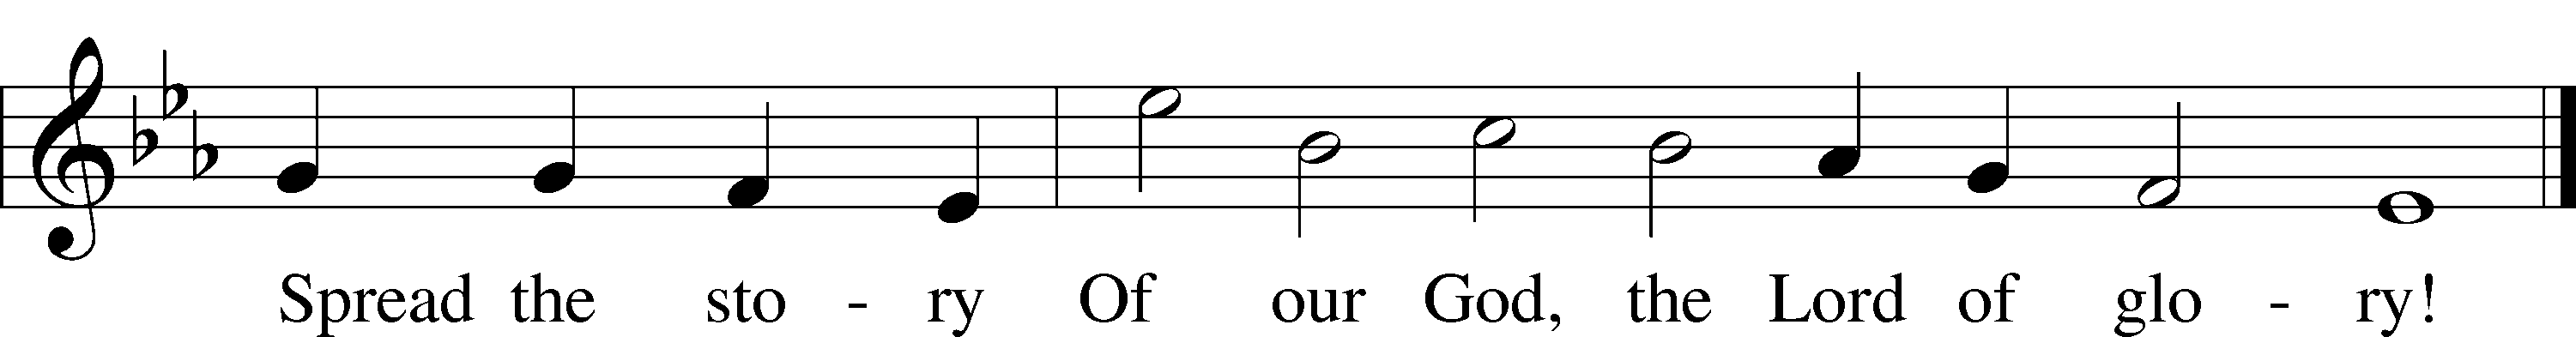 Spread the sto - ry Of our God, the Lord of glo - ry!